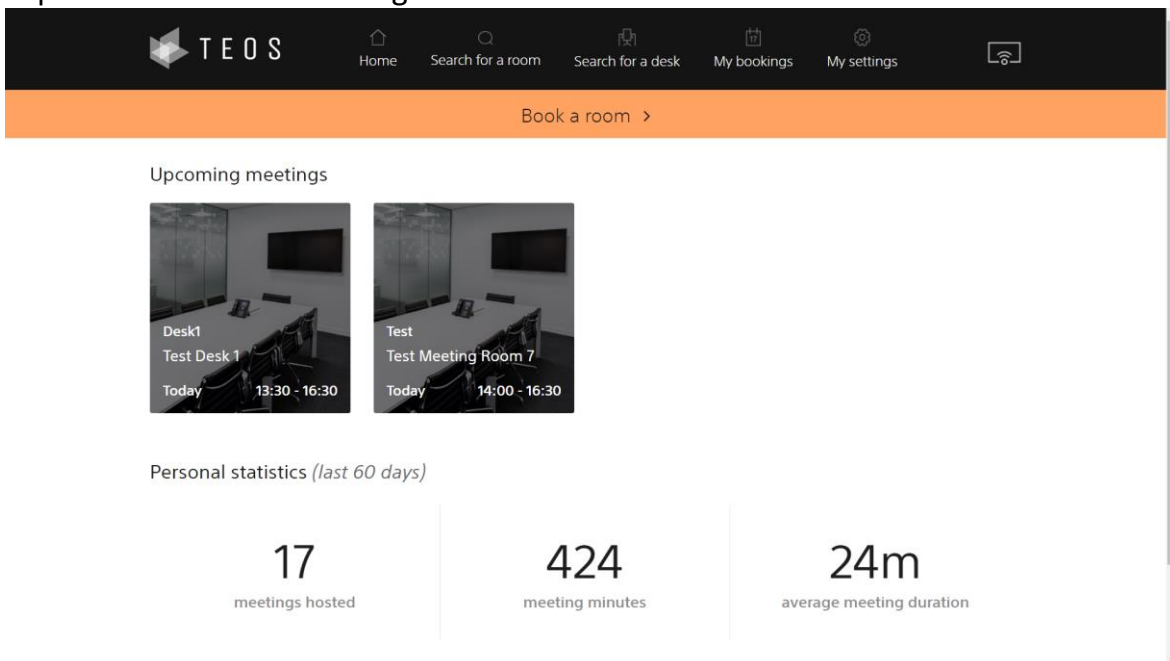 TEOS
Home Search for a room Search for a desk My bookings My settings
Book a room >
Upcoming meetings
Desk1
Test Desk 1
Today 13:30 - 16:30
Test
Test Meeting Room 7
Today 14:00 - 16:30
Personal statistics (last 60 days)
17
meetings hosted
424
meeting minutes
24m
average meeting duration